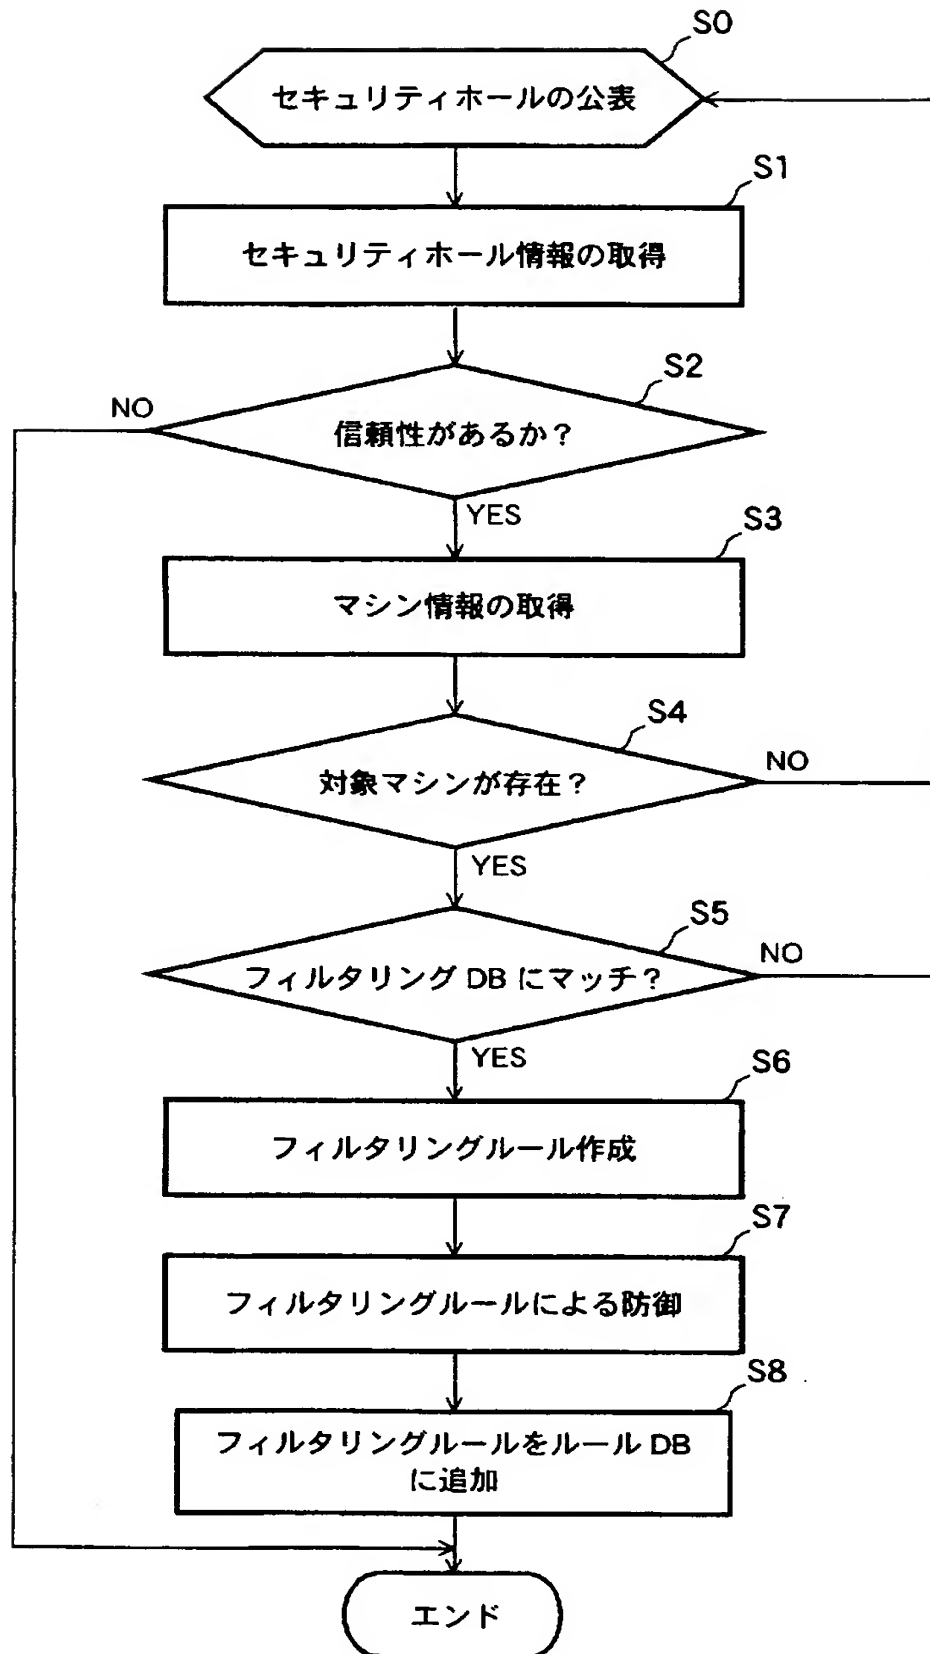 S0
セキュリティホールの公表
S1
セキュリティホール情報の取得
S2
NO
信頼性があるか？
YES
S3
マシン情報の取得
S4
NO
対象マシンが存在？
YES
S5
NO
フィルタリング DB にマッチ？
YES
S6
フィルタリングルール作成
S7
フィルタリングルールによる防御
S8
フィルタリングルールをルール DB
に追加
エンド